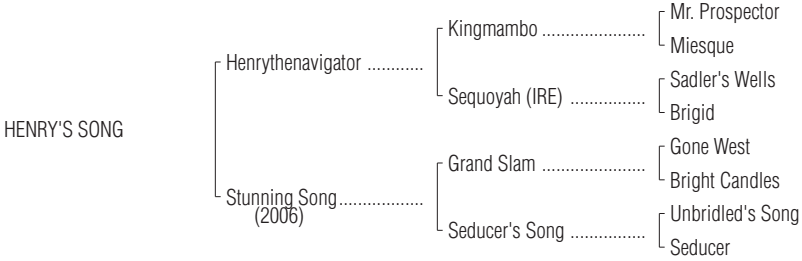 Mr. Prospector
Kingmambo ......................
Miesque
Henrythenavigator ............
Sadler's Wells
Sequoyah (IRE) ................
Brigid
HENRY'S SONG
Gone West
Grand Slam ......................
Bright Candles
Stunning Song..................
(2006)
Unbridled's Song
Seducer's Song ................
Seducer